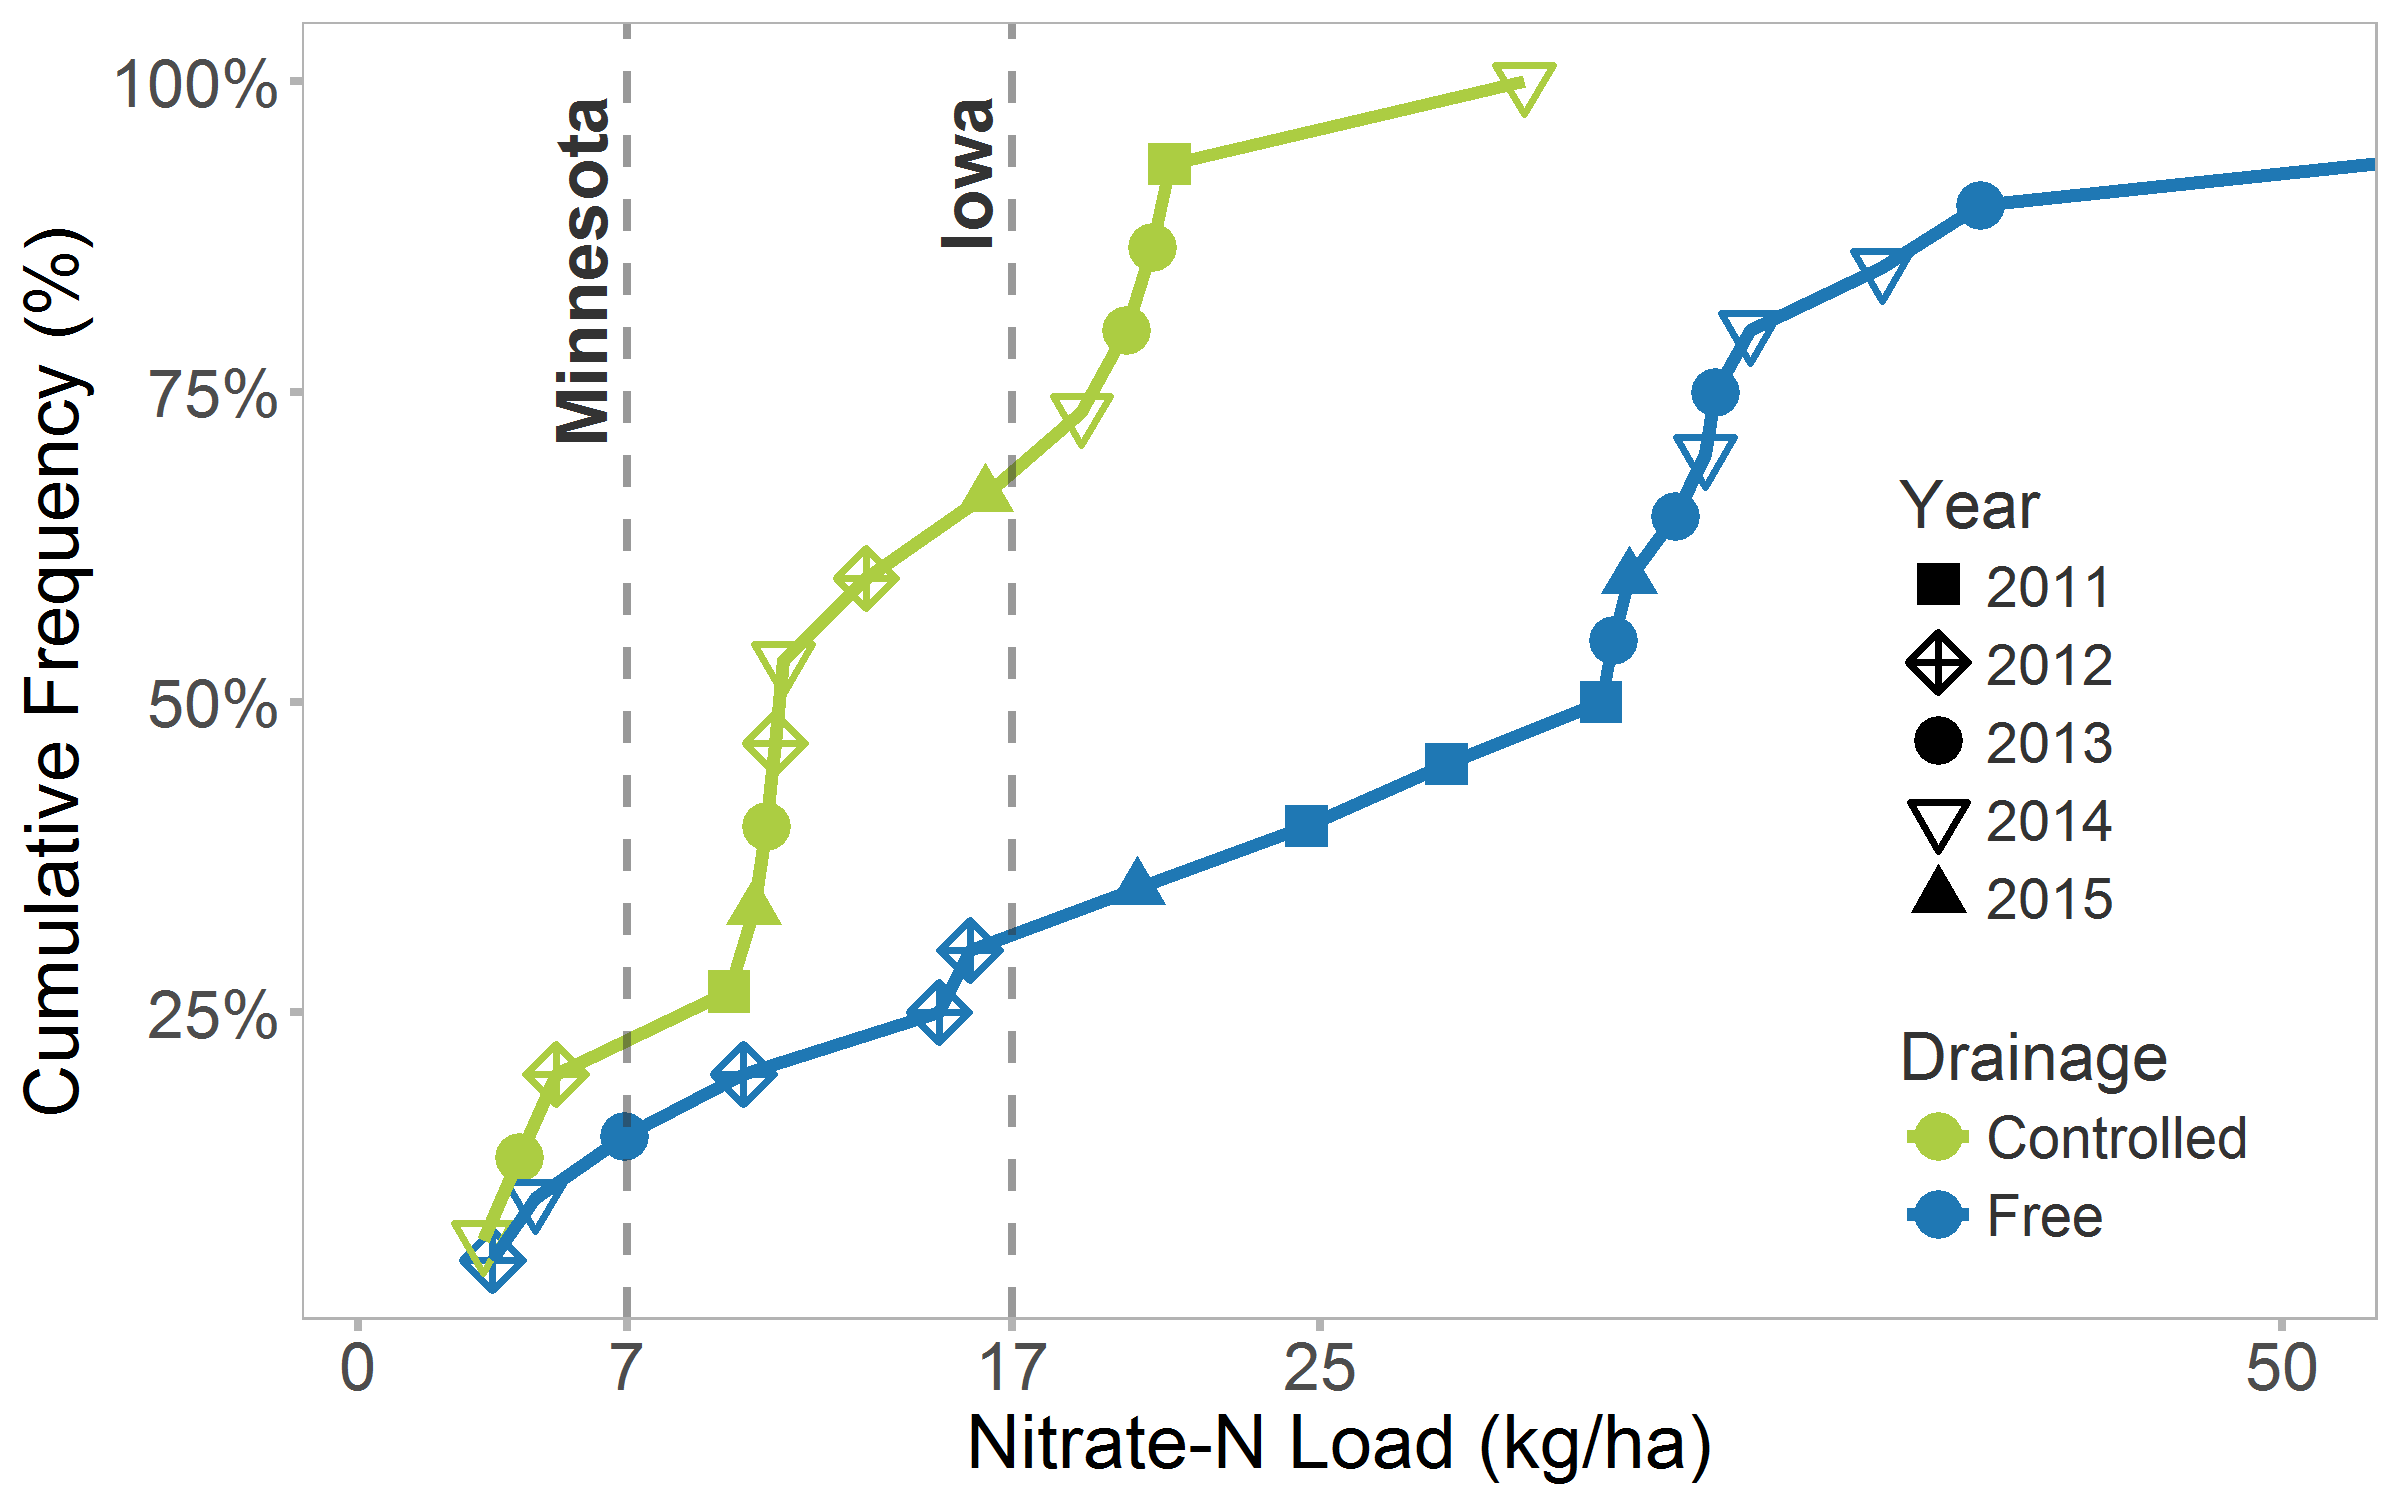 Cumulative Frequency (%)
100%
75%
50%
25%
Minnesota
Iowa
Year
2011
2012
2013
2014
2015
Drainage
Controlled
Free
0
7
17
25
50
Nitrate-N Load (kg/ha)